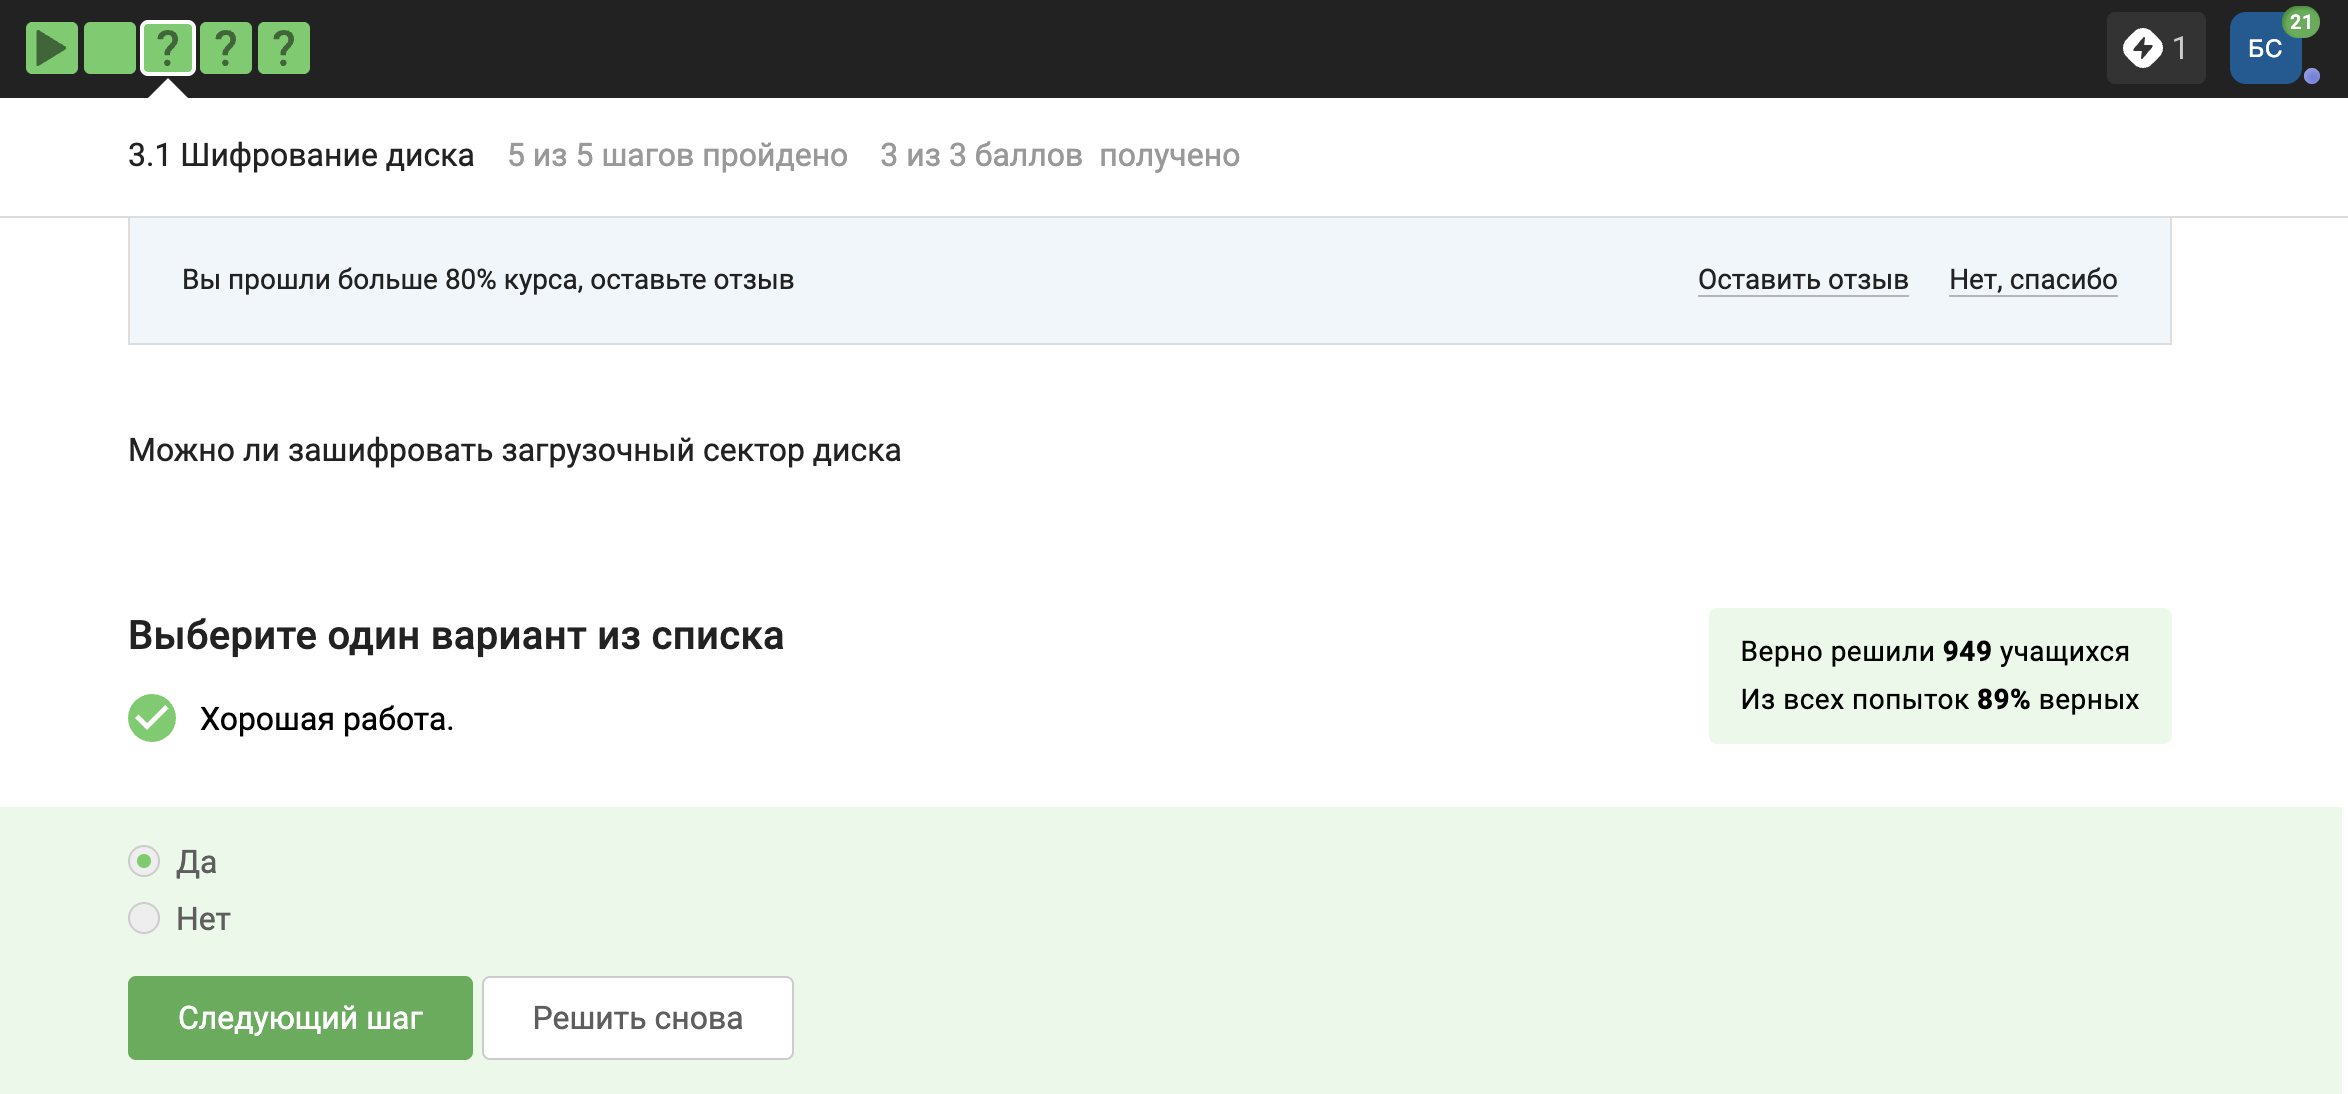 ? ? ?
1
БС
21
3.1 Шифрование диска 5 из 5 шагов пройдено 3 из 3 баллов получено
Вы прошли больше 80% курса, оставьте отзыв Оставить отзыв Нет, спасибо
Можно ли зашифровать загрузочный сектор диска
Выберите один вариант из списка
Хорошая работа.
Верно решили 949 учащихся
Из всех попыток 89% верных
Да
Нет
Следующий шаг Решить снова